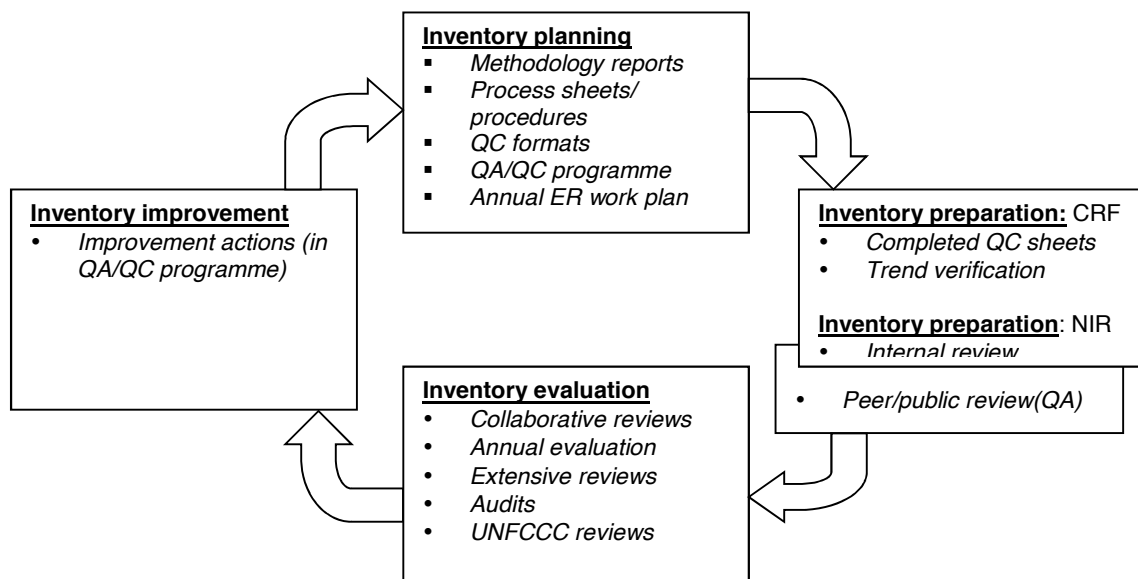 Inventory planning
▪ Methodology reports
▪ Process sheets/
procedures
▪ QC formats
▪ QA/QC programme
▪ Annual ER work plan
Inventory preparation: CRF
• Completed QC sheets
• Trend verification
Inventory preparation: NIR
• Internal review
• Peer/public review(QA)
Inventory evaluation
• Collaborative reviews
• Annual evaluation
• Extensive reviews
• Audits
• UNFCCC reviews
Inventory improvement
• Improvement actions (in
QA/QC programme)